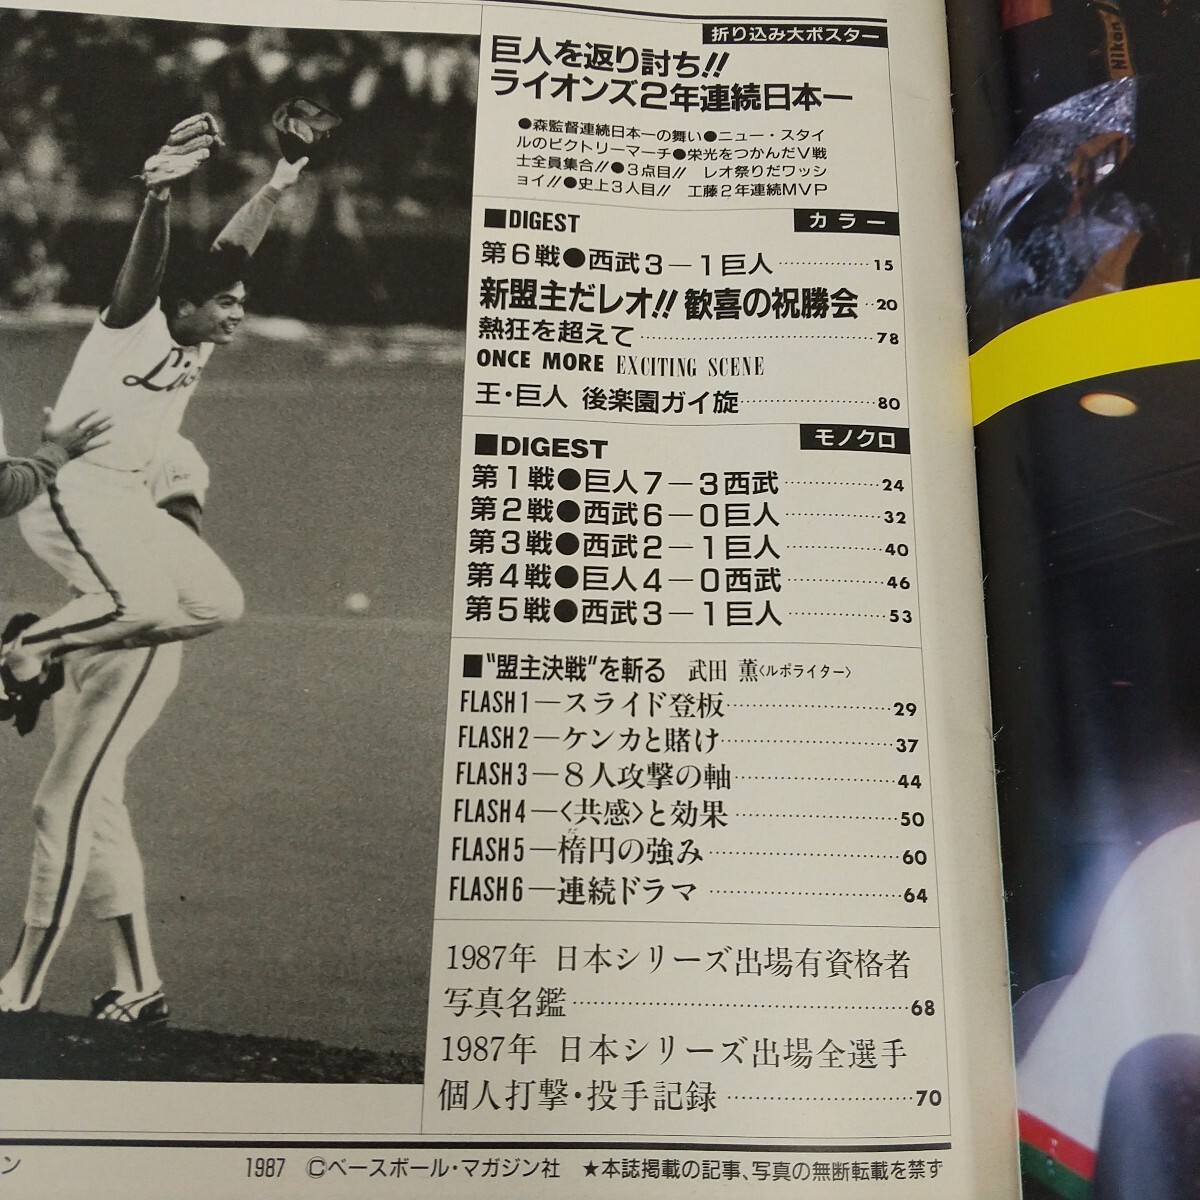 折り込み大ポスター
巨人を返り討ち!!
ライオンズ2年連続日本一
●森監督連続日本一の舞い●ニュー・スタイ
ルのビクトリーマーチ●栄光をつかんだV戦
士全員集合!!●3点目!! レオ祭りだワッシ
ョイ!!●史上3人目!! 工藤2年連続MVP
■DIGEST
カラー
第6戦●西武3―1巨人……………15
新盟主だレオ!! 歓喜の祝勝会‥20
熱狂を超えて……………78
ONCE MORE EXCITING SCENE
王・巨人 後楽園ガイ旋……………80
■DIGEST
モノクロ
第1戦●巨人7―3西武……………24
第2戦●西武6―0巨人……………32
第3戦●西武2―1巨人……………40
第4戦●巨人4―0西武……………46
第5戦●西武3―1巨人……………53
■“盟主決戦”を斬る 武田 薫〈ルポライター〉
FLASH1―スライド登板……………29
FLASH2―ケンカと賭け……………37
FLASH3―8人攻撃の軸……………44
FLASH4―〈共感〉と効果……………50
FLASH5―楕円の強み……………60
FLASH6―連続ドラマ……………64
1987年 日本シリーズ出場有資格者
写真名鑑……………68
1987年 日本シリーズ出場全選手
個人打撃・投手記録……………70
ン
1987 ©ベースボール・マガジン社 ★本誌掲載の記事、写真の無断転載を禁ず
Nikon